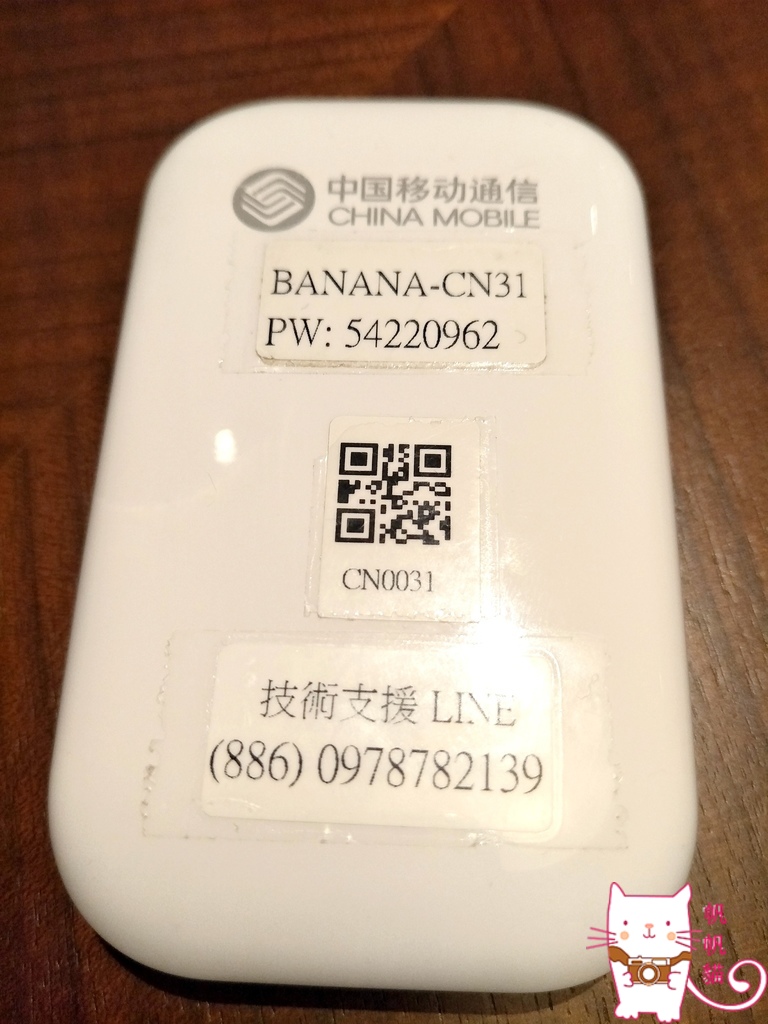 中国移动通信
CHINA MOBILE
BANANA-CN31
PW: 54220962
CN0031
技術支援 LINE
(886) 0978782139